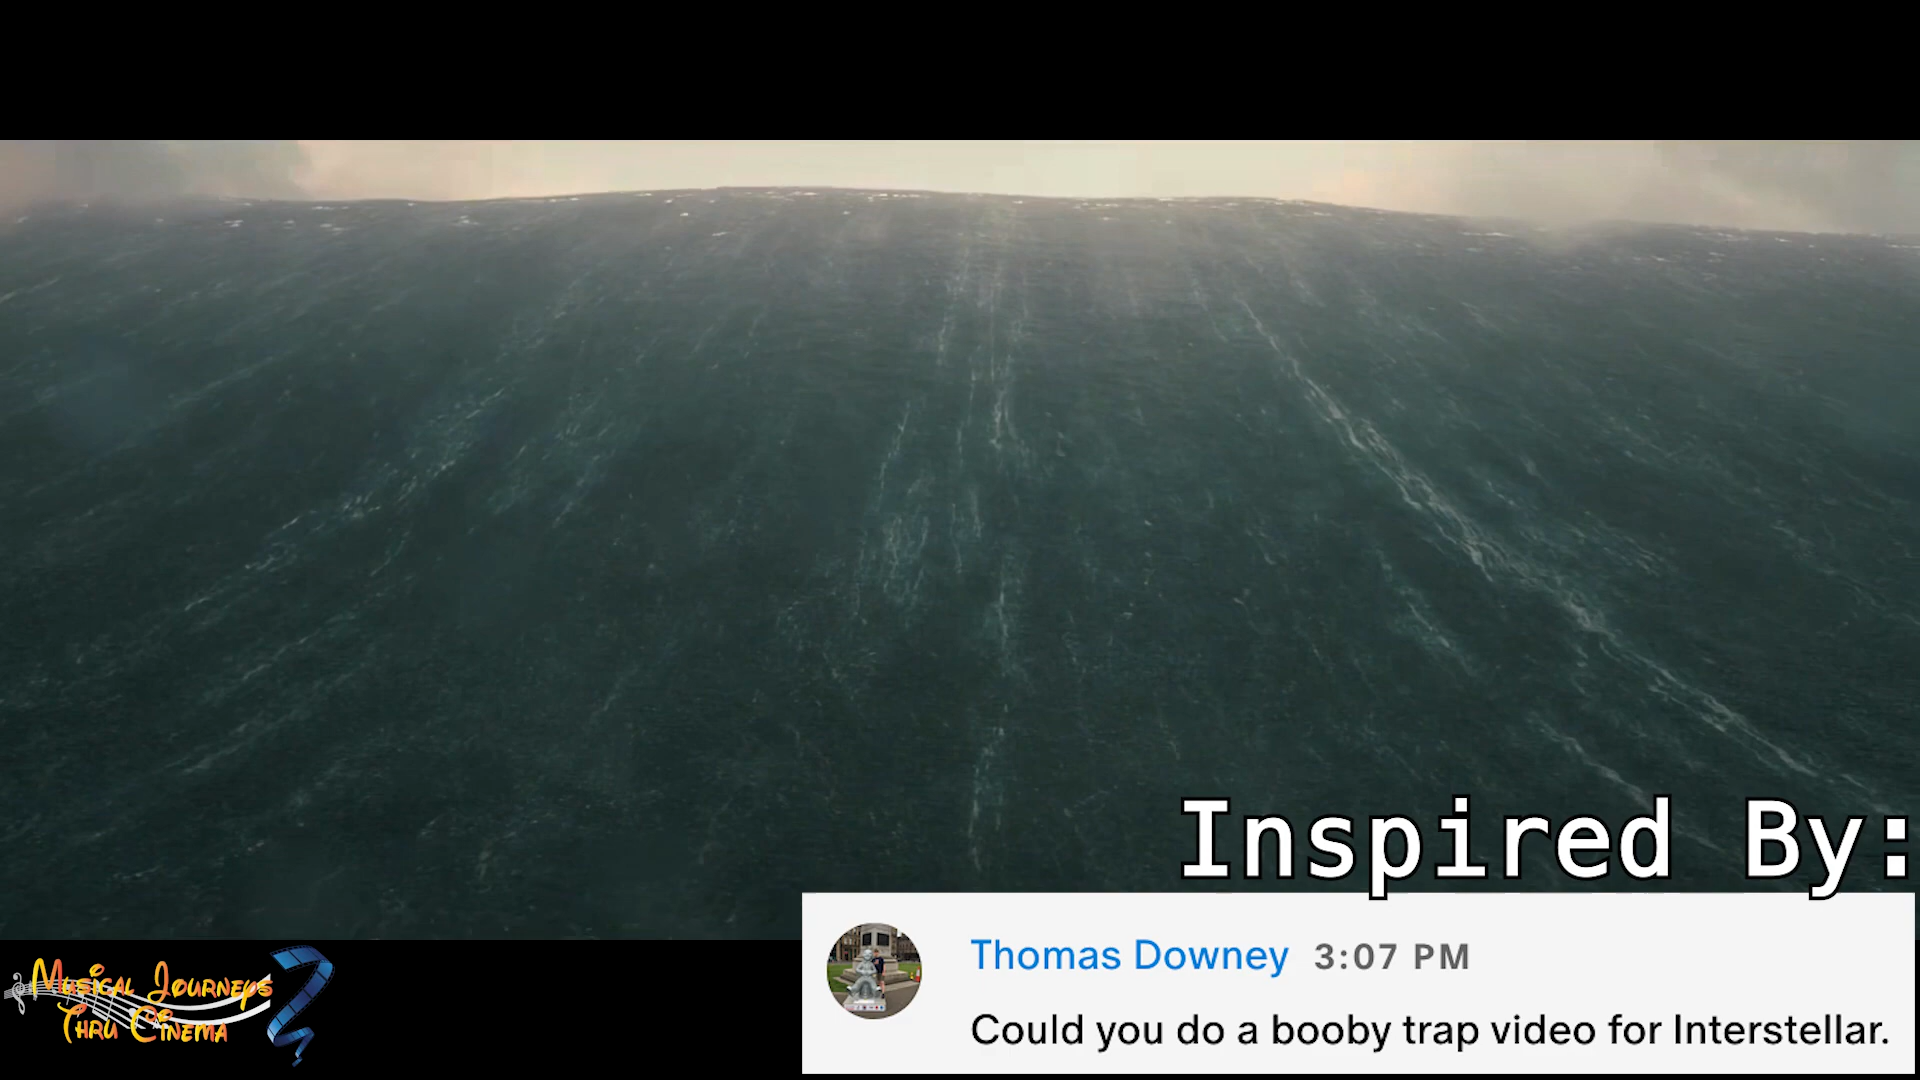 Inspired By:
Thomas Downey 3:07 PM
Could you do a booby trap video for Interstellar.
Musical Journeys
Thru Cinema